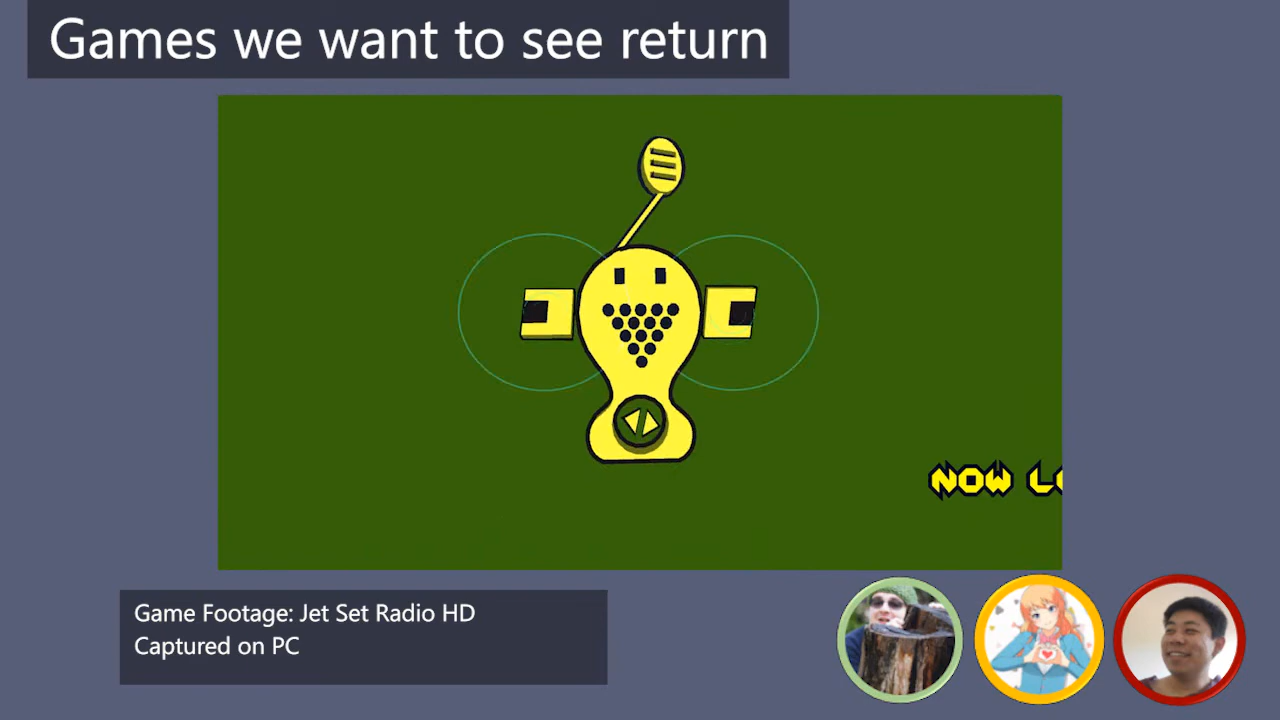 Games we want to see return
NOW
Game Footage: Jet Set Radio HD
Captured on PC